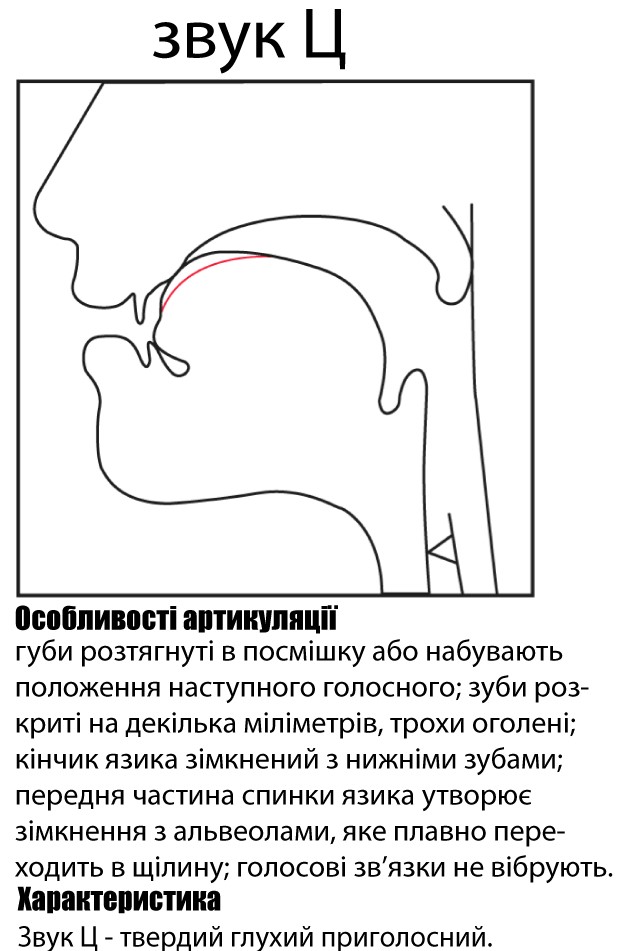 звук Ц
Особливості артикуляції
губи розтягнуті в посмішку або набувають
положення наступного голосного; зуби роз-
криті на декілька міліметрів, трохи оголені;
кінчик язика зімкнений з нижніми зубами;
передня частина спинки язика утворює
зімкнення з альвеолами, яке плавно пере-
ходить в щілину; голосові зв’язки не вібрують.
Характеристика
Звук Ц - твердий глухий приголосний.